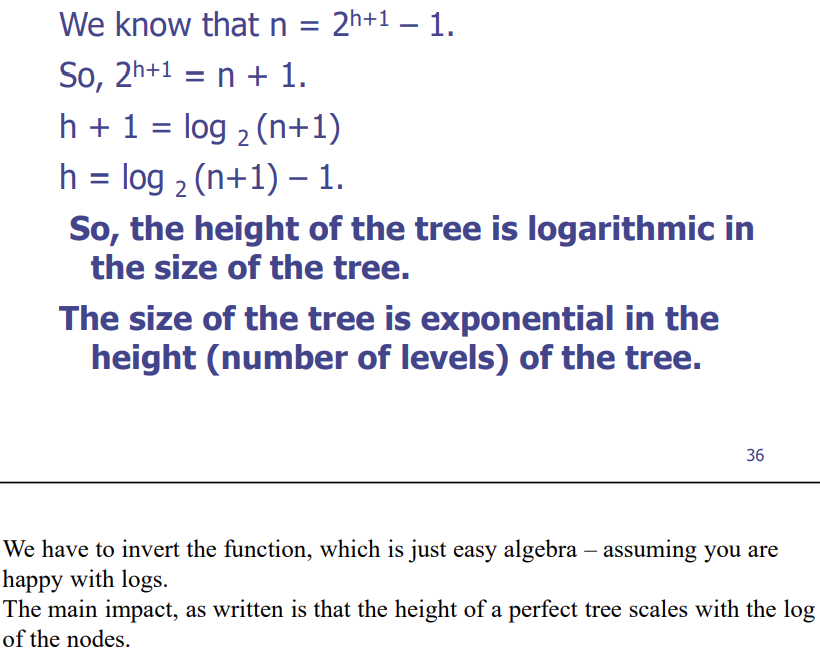 We know that n = 2ʰ⁺¹ – 1.
So, 2ʰ⁺¹ = n + 1.
h + 1 = log ₂ (n+1)
h = log ₂ (n+1) – 1.
So, the height of the tree is logarithmic in
the size of the tree.
The size of the tree is exponential in the
height (number of levels) of the tree.
36
We have to invert the function, which is just easy algebra – assuming you are
happy with logs.
The main impact, as written is that the height of a perfect tree scales with the log
of the nodes.